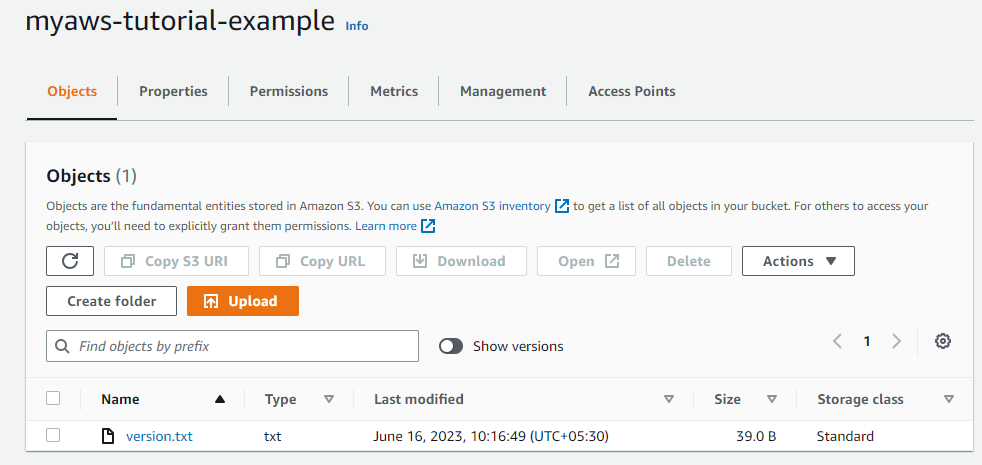 myaws-tutorial-example Info
Objects Properties Permissions Metrics Management Access Points
Objects (1)
Objects are the fundamental entities stored in Amazon S3. You can use Amazon S3 inventory to get a list of all objects in your bucket. For others to access your
objects, you'll need to explicitly grant them permissions. Learn more
Copy S3 URI Copy URL Download Open Delete Actions
Create folder Upload
Find objects by prefix Show versions 1
Name Type Last modified Size Storage class
version.txt txt June 16, 2023, 10:16:49 (UTC+05:30) 39.0 B Standard